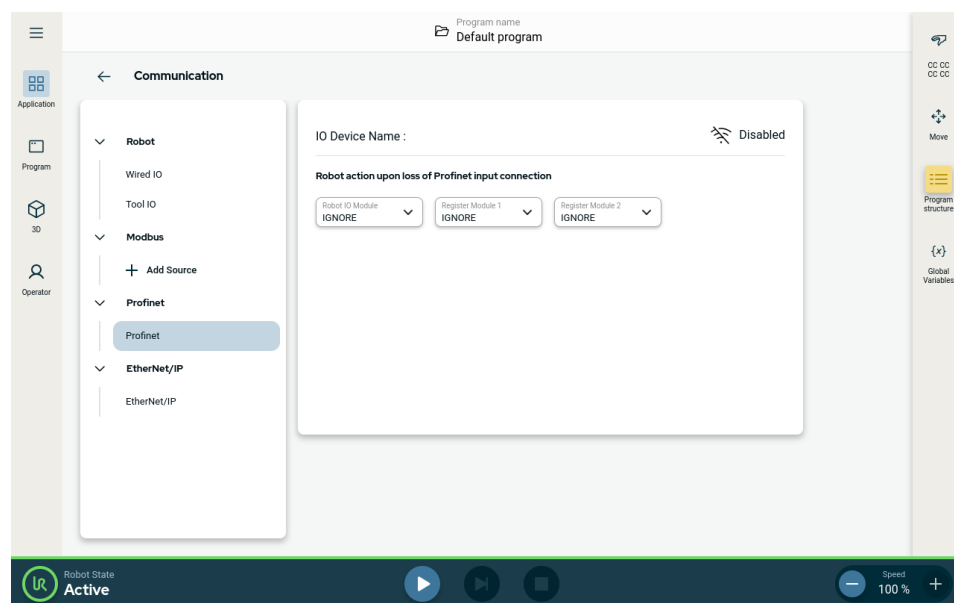 Program name
Default program
Communication
Application
Program
3D
Operator
Robot
Wired IO
Tool IO
Modbus
Add Source
Profinet
Profinet
EtherNet/IP
EtherNet/IP
IO Device Name :
Disabled
Robot action upon loss of Profinet input connection
Robot IO Module
IGNORE
Register Module 1
IGNORE
Register Module 2
IGNORE
CC CC
CC CC
Move
Program
structure
{x}
Global
Variables
UR
Robot State
Active
Speed
100 %